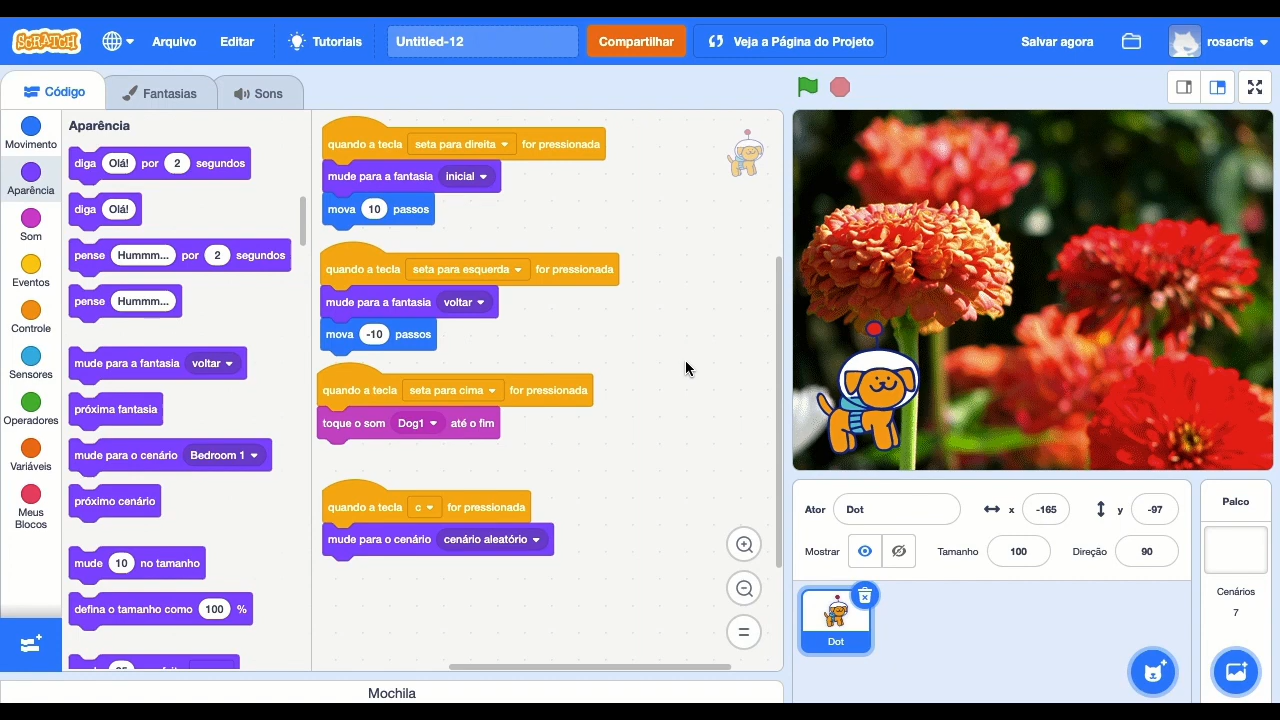 SCRATCH
Arquivo
Editar
Tutoriais
Untitled-12
Compartilhar
Veja a Página do Projeto
Salvar agora
rosacris
Código
Fantasias
Sons
Movimento
Aparência
Som
Eventos
Controle
Sensores
Operadores
Variáveis
Meus
Blocos
Aparência
diga Olá! por 2 segundos
diga Olá!
pense Hummm... por 2 segundos
pense Hummm...
mude para a fantasia voltar
próxima fantasia
mude para o cenário Bedroom 1
próximo cenário
mude 10 no tamanho
defina o tamanho como 100 %
quando a tecla seta para direita for pressionada
mude para a fantasia inicial
mova 10 passos
quando a tecla seta para esquerda for pressionada
mude para a fantasia voltar
mova -10 passos
quando a tecla seta para cima for pressionada
toque o som Dog1 até o fim
quando a tecla c for pressionada
mude para o cenário cenário aleatório
Mochila
Ator Dot x -165 y -97
Mostrar Tamanho 100 Direção 90
Dot
Palco
Cenários
7